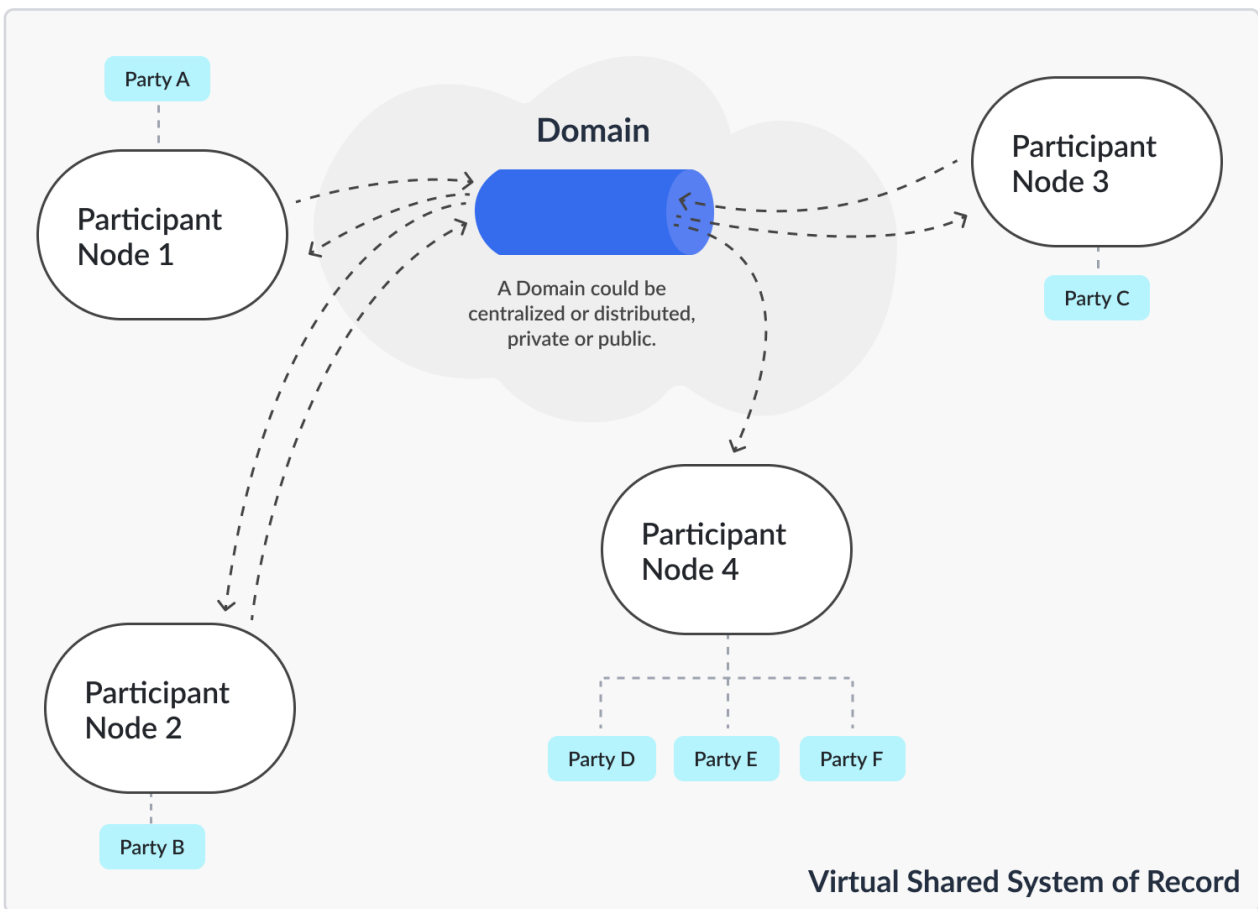 Party A
Domain
Participant
Node 3
Participant
Node 1
A Domain could be
centralized or distributed,
private or public.
Party C
Participant
Node 4
Participant
Node 2
Party D
Party E
Party F
Party B
Virtual Shared System of Record